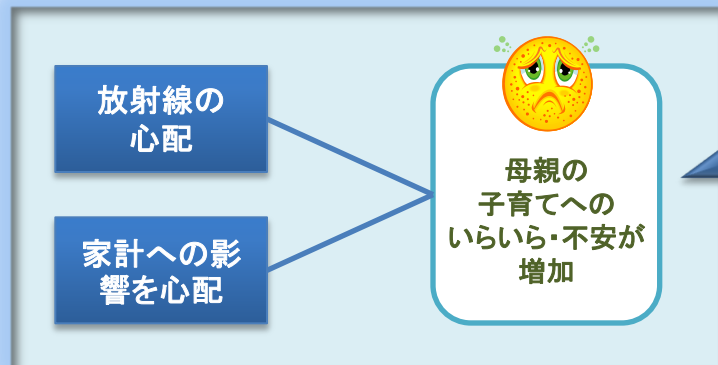 放射線の
心配
家計への影
響を心配
母親の
子育てへの
いらいら・不安が
増加